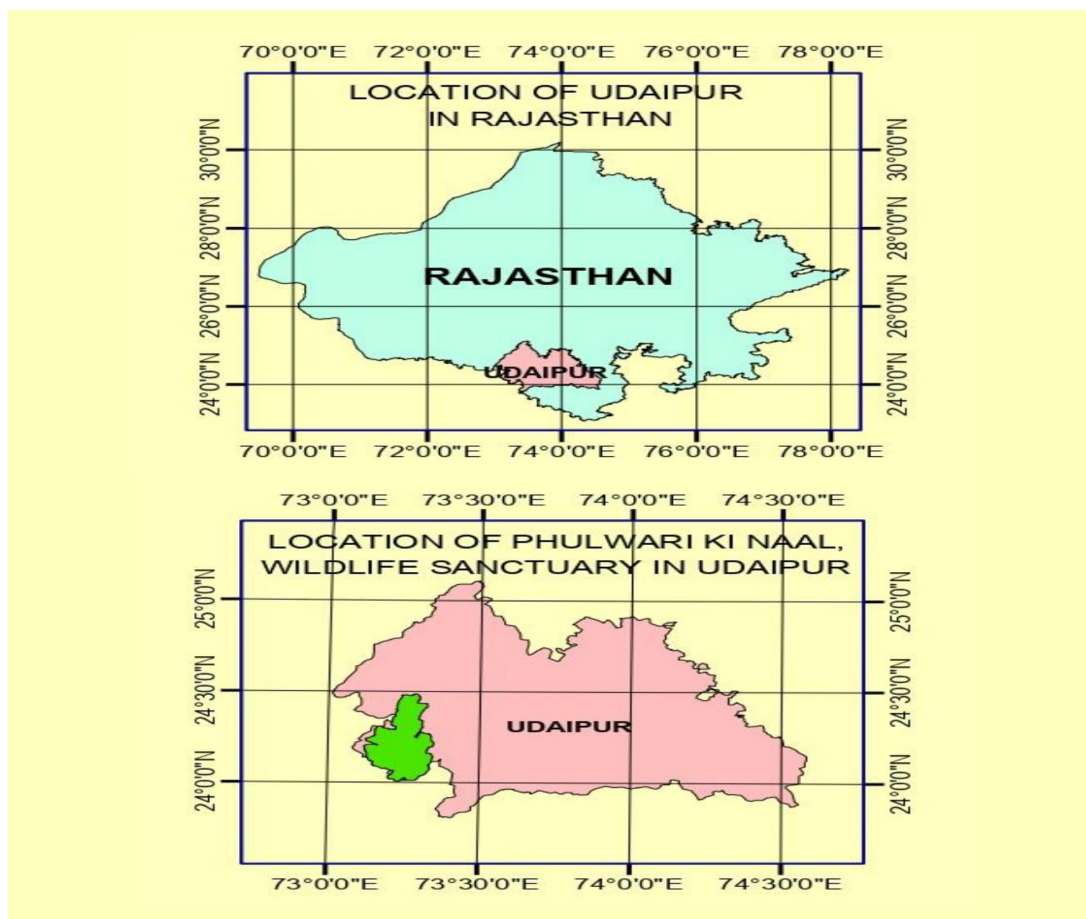 70°0'0"E 72°0'0"E 74°0'0"E 76°0'0"E 78°0'0"E
LOCATION OF UDAIPUR
IN RAJASTHAN
30°0'0"N 30°0'0"N
28°0'0"N 28°0'0"N
RAJASTHAN
26°0'0"N 26°0'0"N
UDAIPUR
24°0'0"N 24°0'0"N
70°0'0"E 72°0'0"E 74°0'0"E 76°0'0"E 78°0'0"E
73°0'0"E 73°30'0"E 74°0'0"E 74°30'0"E
LOCATION OF PHULWARI KI NAAL,
WILDLIFE SANCTUARY IN UDAIPUR
25°0'0"N 25°0'0"N
24°30'0"N 24°30'0"N
UDAIPUR
24°0'0"N 24°0'0"N
73°0'0"E 73°30'0"E 74°0'0"E 74°30'0"E